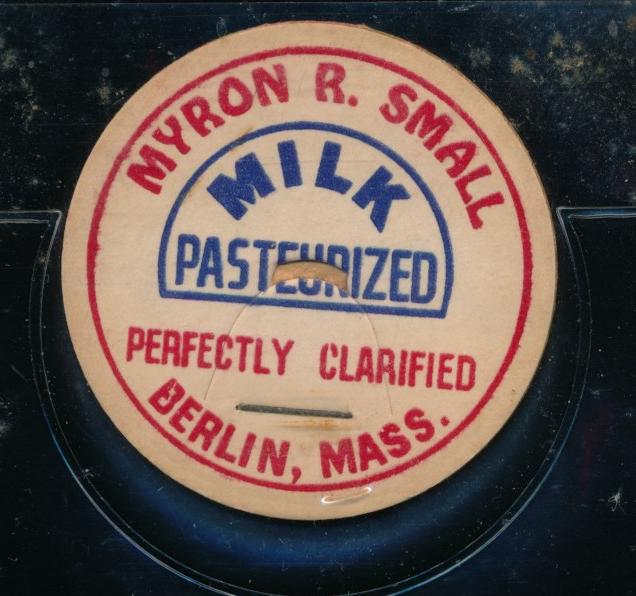 MYRON R. SMALL
MILK
PASTEURIZED
PERFECTLY CLARIFIED
BERLIN, MASS.